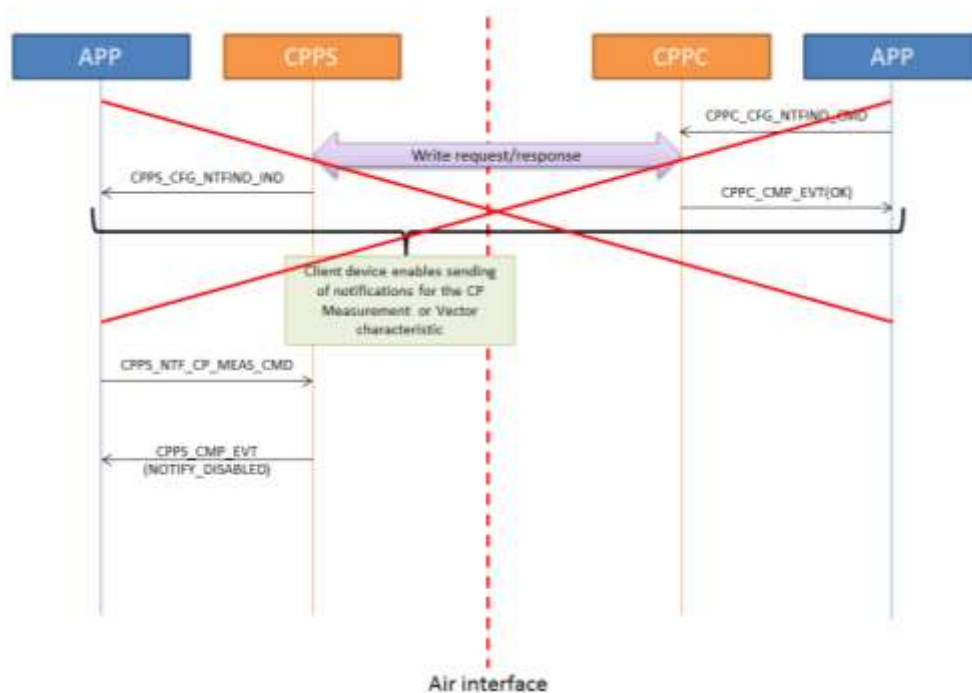 APP
CPPS
CPPC
APP
CPPC_CFG_NTFIND_CMD
Write request/response
CPPS_CFG_NTFIND_IND
CPPC_CMP_EVT(OK)
Client device enables sending
of notifications for the CP
Measurement or Vector
characteristic
CPPS_NTF_CP_MEAS_CMD
CPPS_CMP_EVT
(NOTIFY_DISABLED)
Air interface